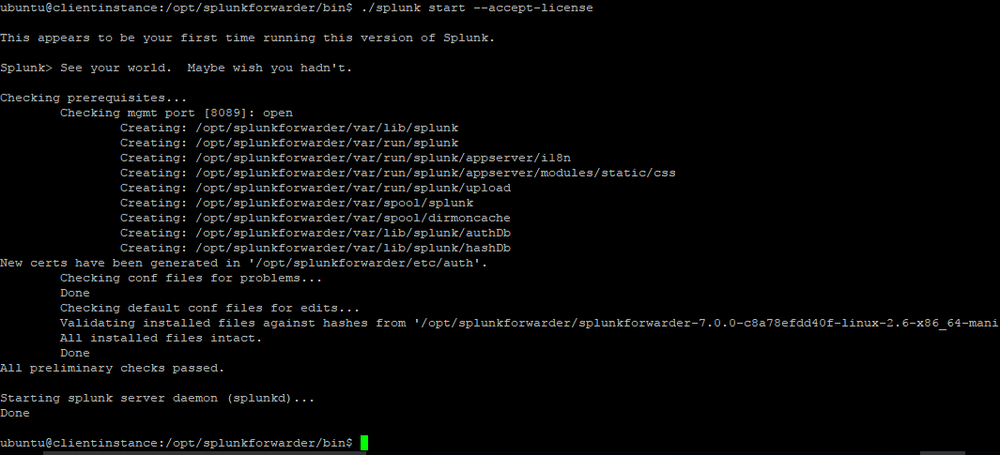 ubuntu@clientinstance:/opt/splunkforwarder/bin$ ./splunk start --accept-license
This appears to be your first time running this version of Splunk.
Splunk> See your world.  Maybe wish you hadn't.
Checking prerequisites...
Checking mgmt port [8089]: open
Creating: /opt/splunkforwarder/var/lib/splunk
Creating: /opt/splunkforwarder/var/run/splunk
Creating: /opt/splunkforwarder/var/run/splunk/appserver/i18n
Creating: /opt/splunkforwarder/var/run/splunk/appserver/modules/static/css
Creating: /opt/splunkforwarder/var/run/splunk/upload
Creating: /opt/splunkforwarder/var/spool/splunk
Creating: /opt/splunkforwarder/var/spool/dirmoncache
Creating: /opt/splunkforwarder/var/lib/splunk/authDb
Creating: /opt/splunkforwarder/var/lib/splunk/hashDb
New certs have been generated in '/opt/splunkforwarder/etc/auth'.
Checking conf files for problems...
Done
Checking default conf files for edits...
Validating installed files against hashes from '/opt/splunkforwarder/splunkforwarder-7.0.0-c8a78efdd40f-linux-2.6-x86_64-mani
All installed files intact.
Done
All preliminary checks passed.
Starting splunk server daemon (splunkd)...
Done
ubuntu@clientinstance:/opt/splunkforwarder/bin$